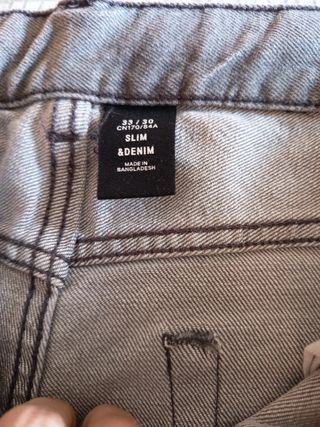 33 / 30
CN170/84A
SLIM
&DENIM
MADE IN
BANGLADESH